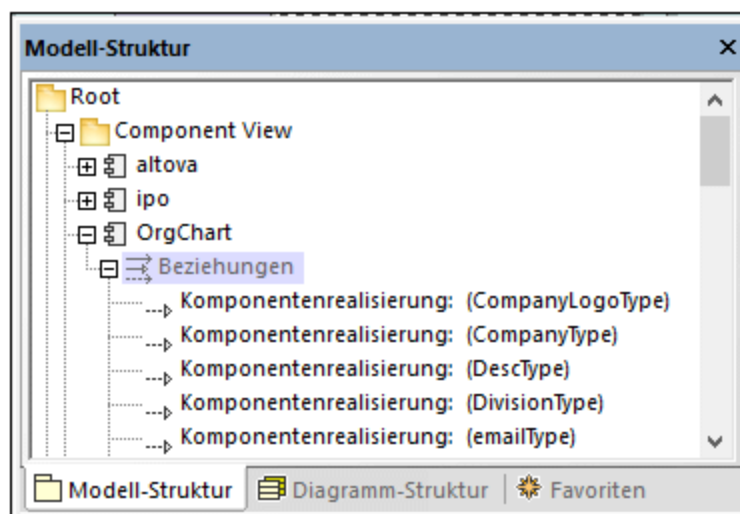 Modell-Struktur
Root
Component View
altova
ipo
OrgChart
Beziehungen
Komponentenrealisierung: (CompanyLogoType)
Komponentenrealisierung: (CompanyType)
Komponentenrealisierung: (DescType)
Komponentenrealisierung: (DivisionType)
Komponentenrealisierung: (emailType)
Modell-Struktur Diagramm-Struktur Favoriten